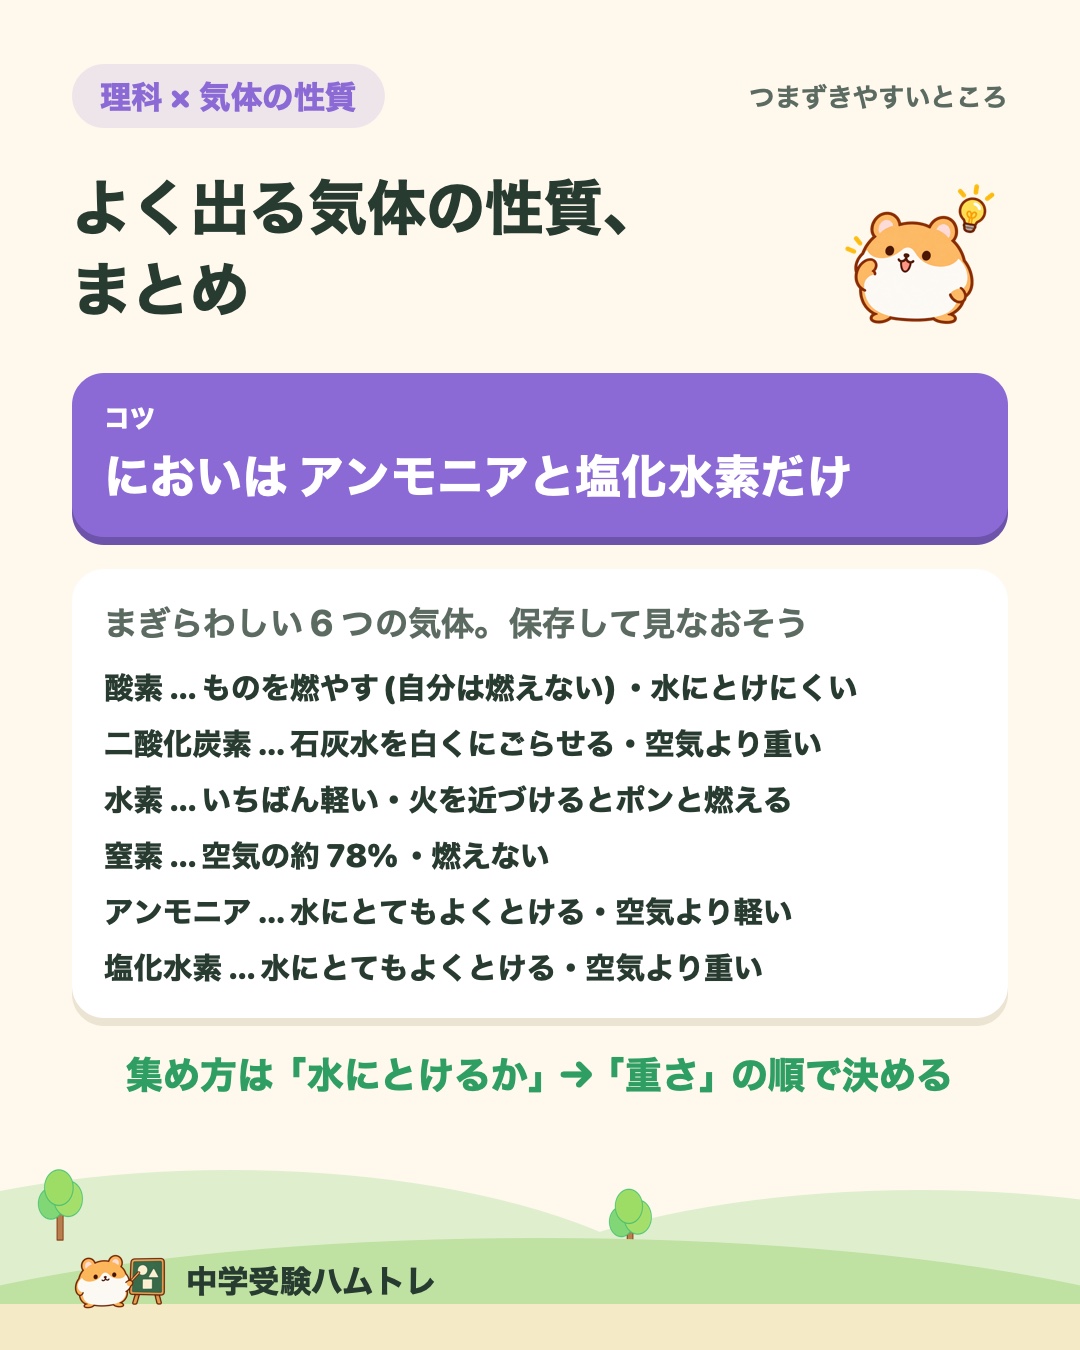 理科 × 気体の性質
つまずきやすいところ
よく出る気体の性質、
まとめ
コツ
においは アンモニアと塩化水素だけ
まぎらわしい 6 つの気体。保存して見なおそう
酸素 … ものを燃やす (自分は燃えない) ・水にとけにくい
二酸化炭素 … 石灰水を白くにごらせる・空気より重い
水素 … いちばん軽い・火を近づけるとポンと燃える
窒素 … 空気の約 78% ・燃えない
アンモニア … 水にとてもよくとける・空気より軽い
塩化水素 … 水にとてもよくとける・空気より重い
集め方は「水にとけるか」→「重さ」の順で決める
中学受験ハムトレ